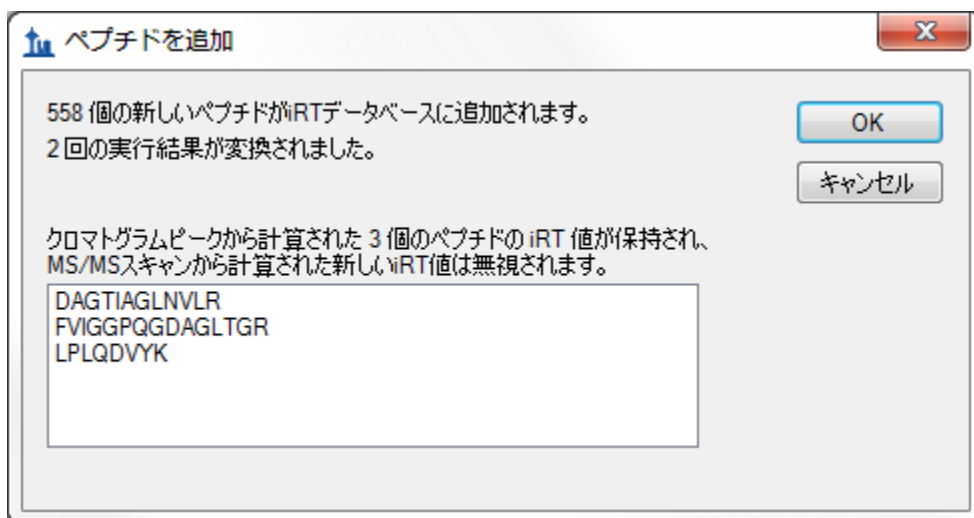 ペプチドを追加
558 個の新しいペプチドがiRTデータベースに追加されます。
2 回の実行結果が変換されました。
OK
キャンセル
クロマトグラムピークから計算された 3 個のペプチドの iRT 値が保持され、
MS/MSスキャンから計算された新しいiRT値は無視されます。
DAGTIAGLNVLR
FVIGGPQGDAGLTGR
LPLQDVYK